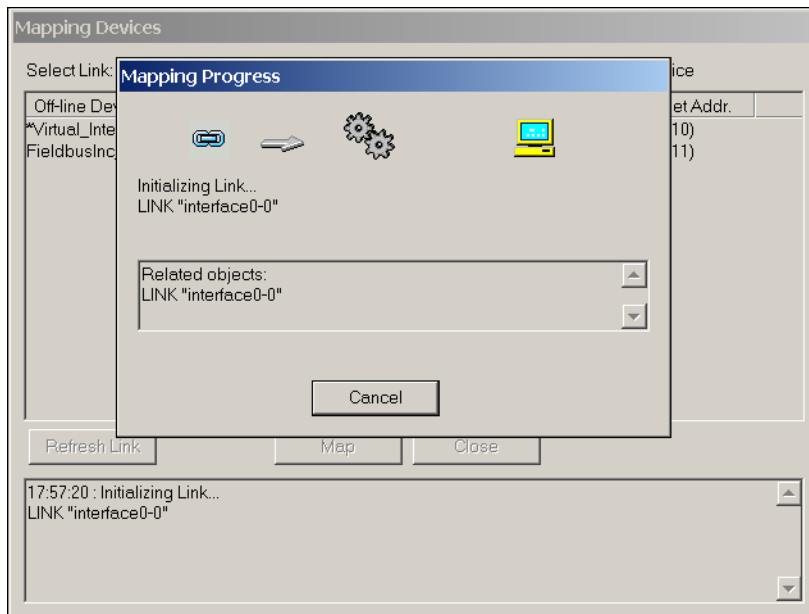 Mapping Devices
Select Link:
ice
Mapping Progress
Off-line Dev
et Addr.
*Virtual_Inte
10)
FieldbusInc
11)
Initializing Link...
LINK "interface0-0"
Related objects:
LINK "interface0-0"
Cancel
Refresh Link
Map
Close
17:57:20 : Initializing Link...
LINK "interface0-0"